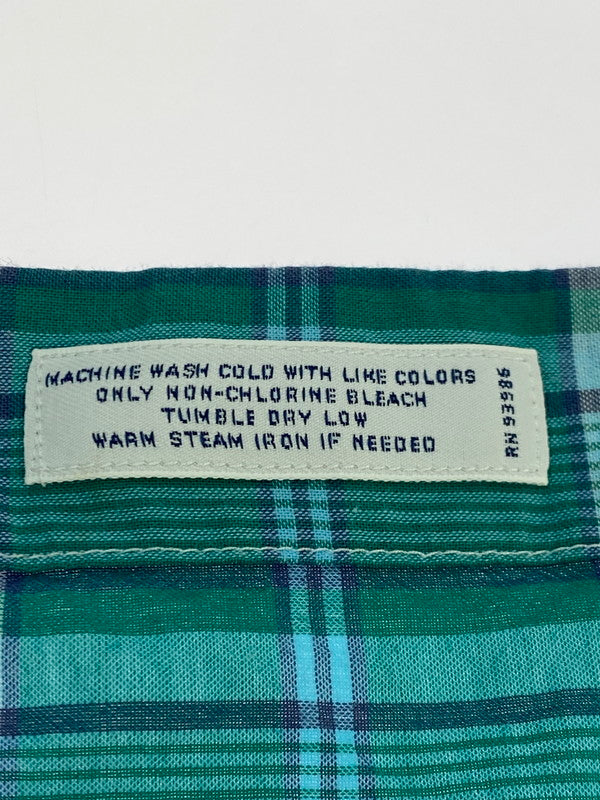 MACHINE WASH COLD WITH LIKE COLORS
ONLY NON-CHLORINE BLEACH
TUMBLE DRY LOW
WARM STEAM IRON IF NEEDED
RN 93986